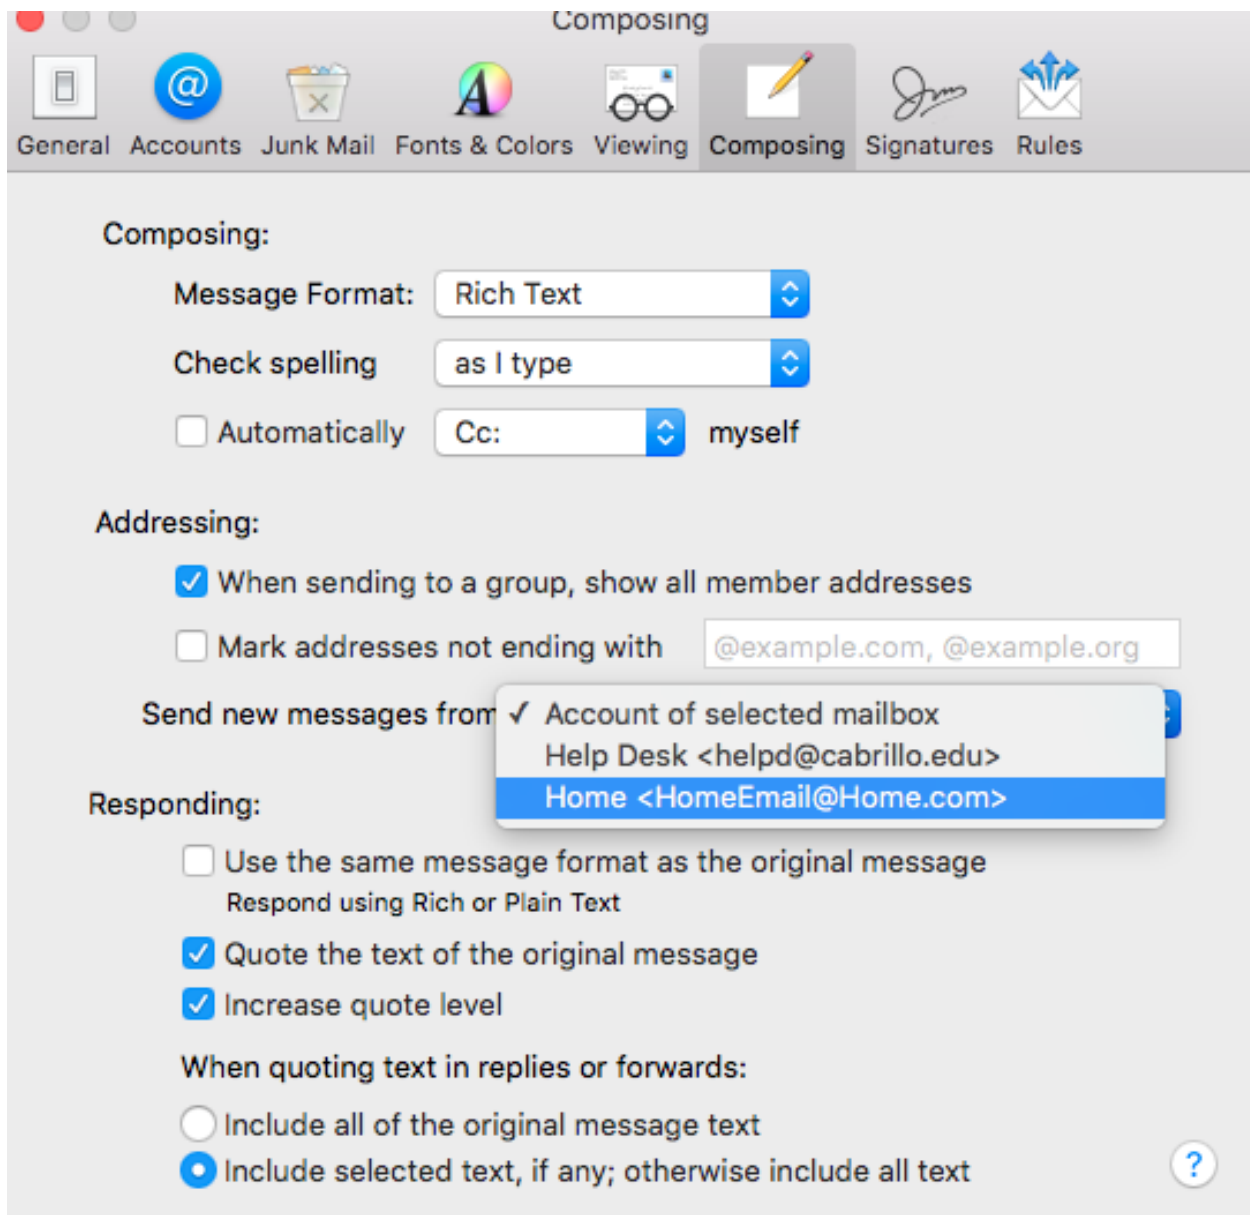 Composing
General Accounts Junk Mail Fonts & Colors Viewing Composing Signatures Rules
Composing:
Message Format: Rich Text
Check spelling as I type
Automatically Cc: myself
Addressing:
When sending to a group, show all member addresses
Mark addresses not ending with @example.com, @example.org
Send new messages from ✓ Account of selected mailbox
Help Desk <helpd@cabrillo.edu>
Home <HomeEmail@Home.com>
Responding:
Use the same message format as the original message
Respond using Rich or Plain Text
Quote the text of the original message
Increase quote level
When quoting text in replies or forwards:
Include all of the original message text
Include selected text, if any; otherwise include all text
?